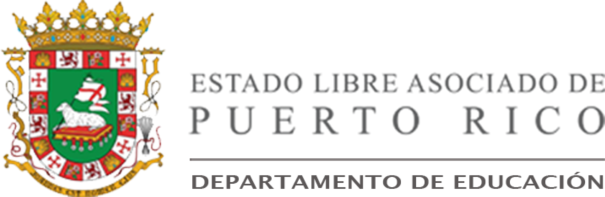 ESTADO LIBRE ASOCIADO DE
PUERTO RICO
DEPARTAMENTO DE EDUCACIÓN